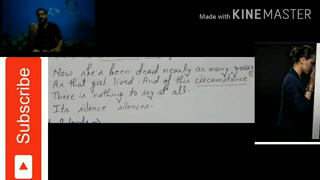 Made with KINEMASTER
Subscribe
Now she's been dead nearly as many years
As that girl lived. And of this circumstance
There is nothing to say at all.
Its silence silences.